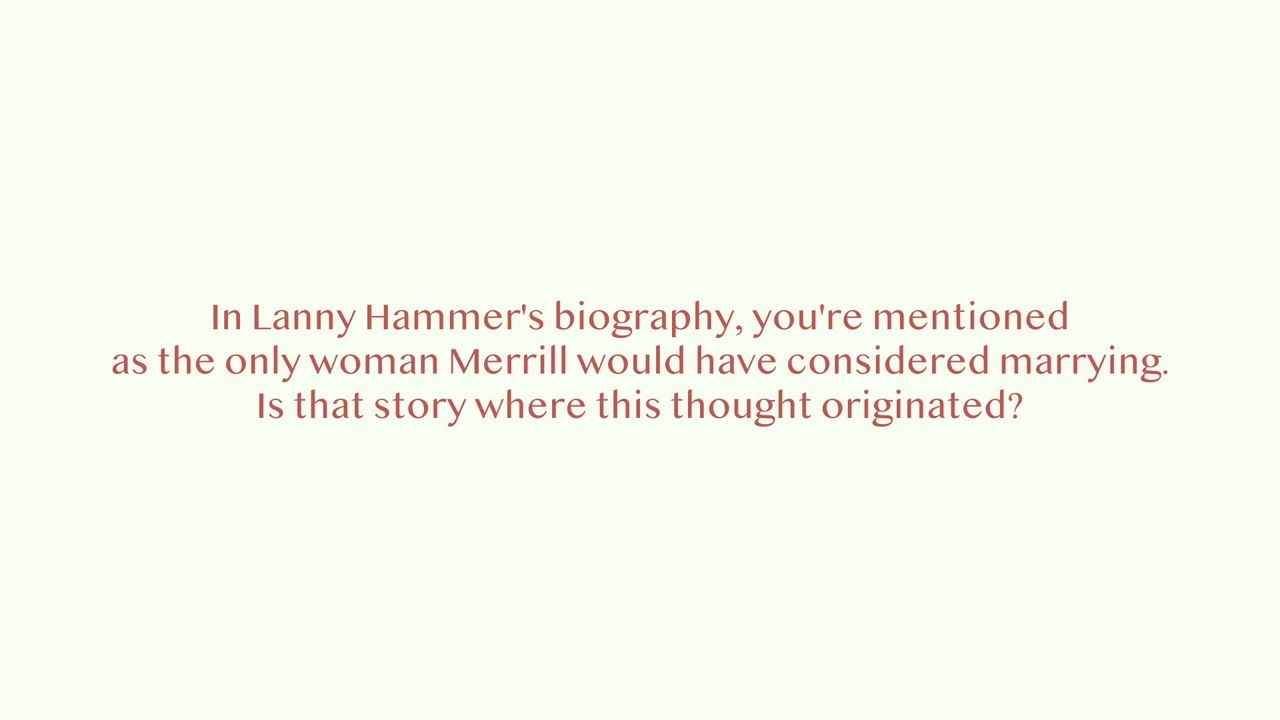 In Lanny Hammer's biography, you're mentioned
as the only woman Merrill would have considered marrying.
Is that story where this thought originated?